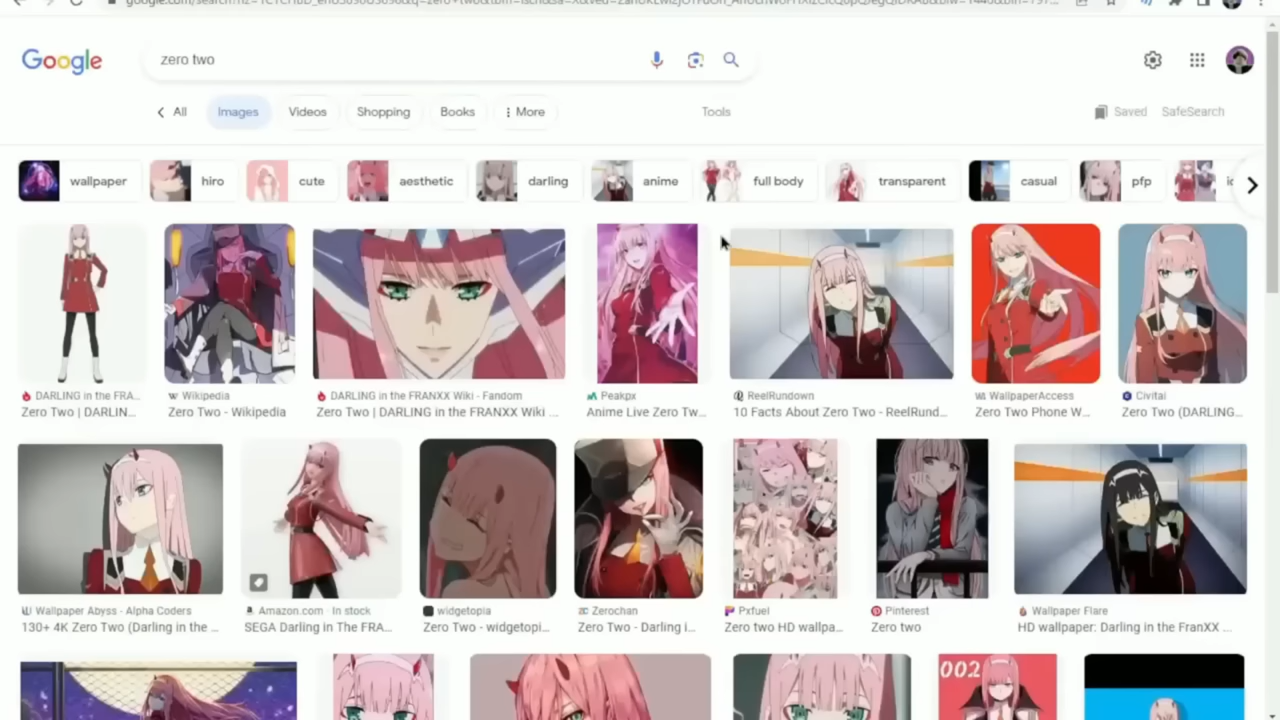 Google
zero two
All
Images
Videos
Shopping
Books
More
Tools
Saved
SafeSearch
wallpaper
hiro
cute
aesthetic
darling
anime
full body
transparent
casual
pfp
DARLING in the FRA...
Zero Two | DARLIN...
Wikipedia
Zero Two - Wikipedia
DARLING in the FRANXX Wiki - Fandom
Zero Two | DARLING in the FRANXX Wiki ...
Peakpx
Anime Live Zero Tw...
ReelRundown
10 Facts About Zero Two - ReelRund...
WallpaperAccess
Zero Two Phone W...
Civitai
Zero Two (DARLING...
Wallpaper Abyss - Alpha Coders
130+ 4K Zero Two (Darling in the ...
Amazon.com · In stock
SEGA Darling in The FRA...
widgetopia
Zero Two - widgetopi...
Zerochan
Zero Two - Darling i...
Pxfuel
Zero two HD wallpa...
Pinterest
Zero two
Wallpaper Flare
HD wallpaper: Darling in the FranXX ...
002